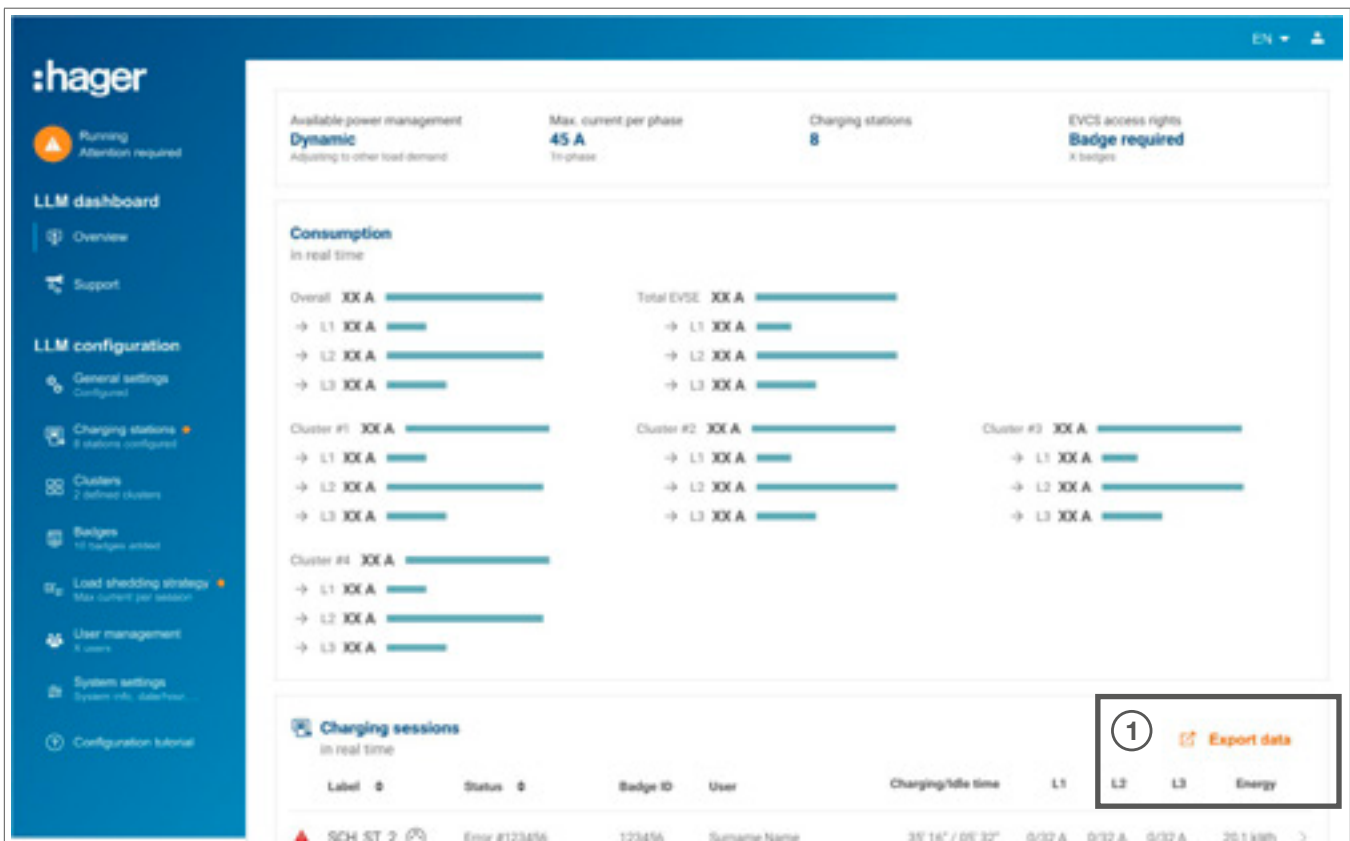 EN
:hager
Running
Attention required
LLM dashboard
Overview
Support
LLM configuration
General settings
Configured
Charging stations
8 stations configured
Clusters
2 defined clusters
Badges
10 badges added
Load shedding strategy
Max current per session
User management
X users
System settings
System info, date/hour, ...
Configuration tutorial
Available power management
Dynamic
Adjusting to other load demand
Max. current per phase
45 A
Tri-phase
Charging stations
8
EVCS access rights
Badge required
X badges
Consumption
in real time
Overall XX A
→ L1 XX A
→ L2 XX A
→ L3 XX A
Total EVSE XX A
→ L1 XX A
→ L2 XX A
→ L3 XX A
Cluster #1 XX A
→ L1 XX A
→ L2 XX A
→ L3 XX A
Cluster #2 XX A
→ L1 XX A
→ L2 XX A
→ L3 XX A
Cluster #3 XX A
→ L1 XX A
→ L2 XX A
→ L3 XX A
Cluster #4 XX A
→ L1 XX A
→ L2 XX A
→ L3 XX A
Charging sessions
in real time
1
Export data
Label Status Badge ID User Charging/Idle time L1 L2 L3 Energy
SCH_ST_2 Error #123456 123456 Surname Name 35' 16" / 05' 32" 0/32 A 0/32 A 0/32 A 20.1 kWh